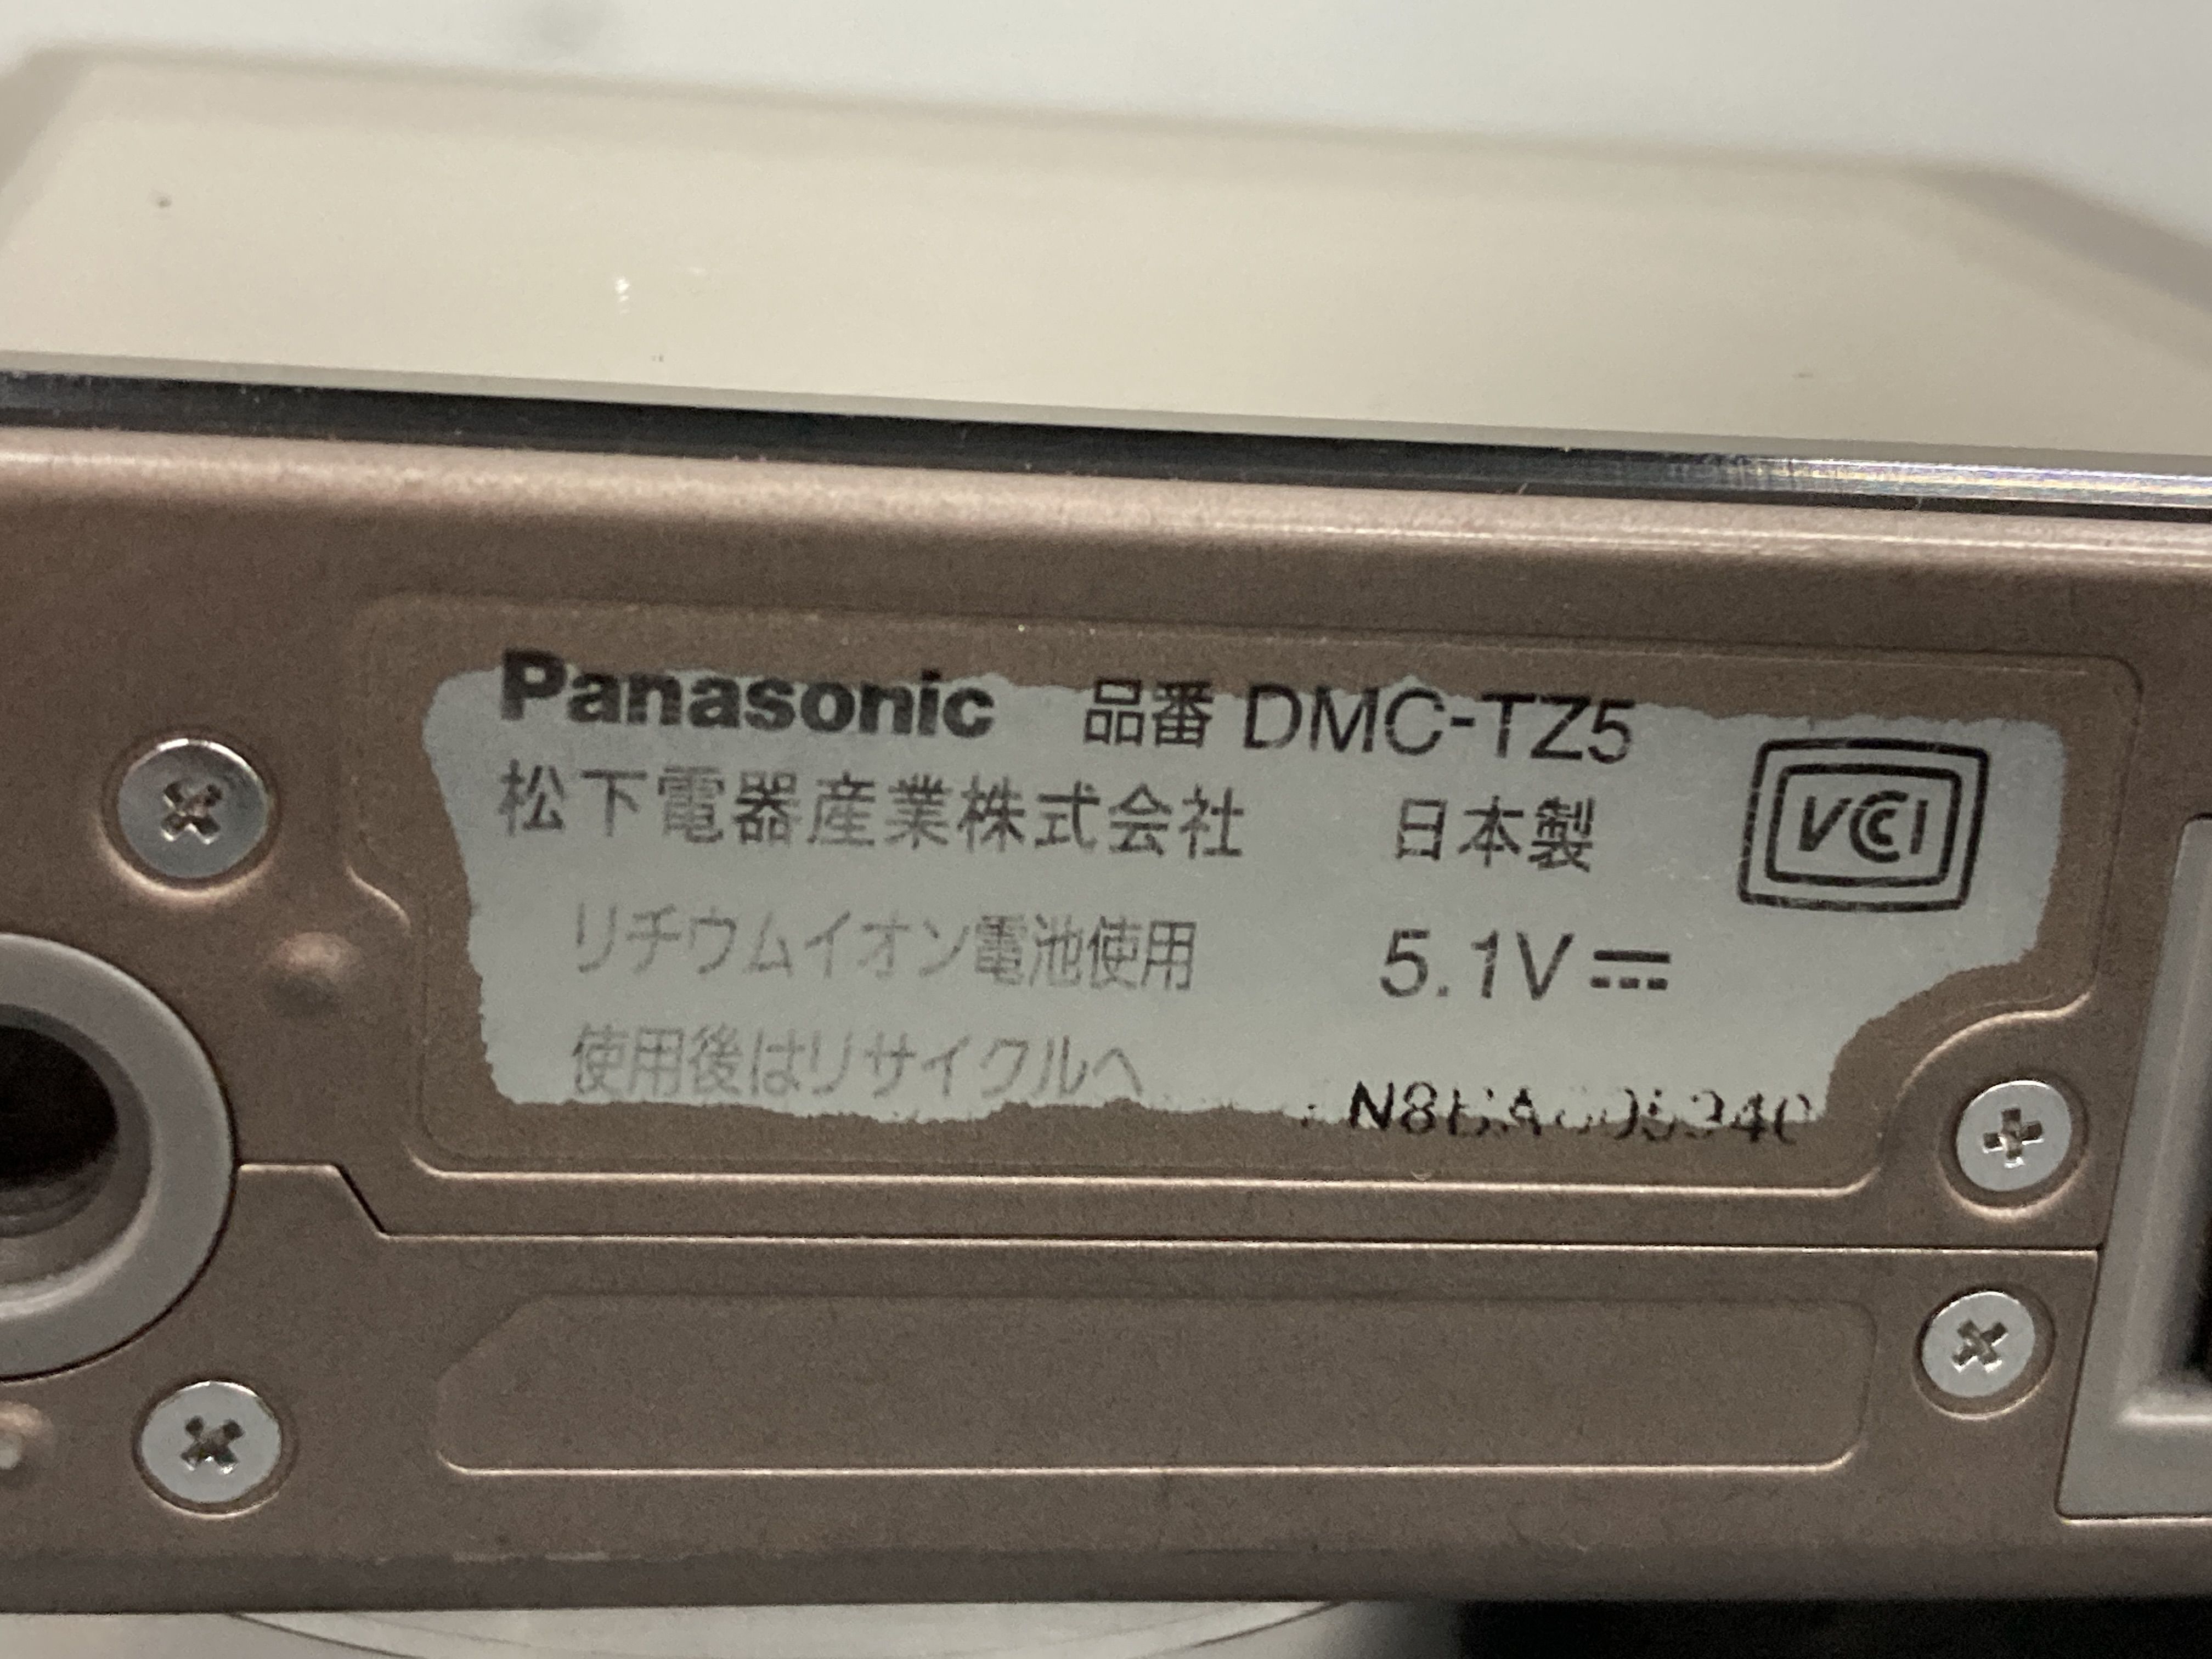 Panasonic 品番 DMC-TZ5
松下電器産業株式会社 日本製
VCCI
リチウムイオン電池使用 5.1V
使用後はリサイクルへ